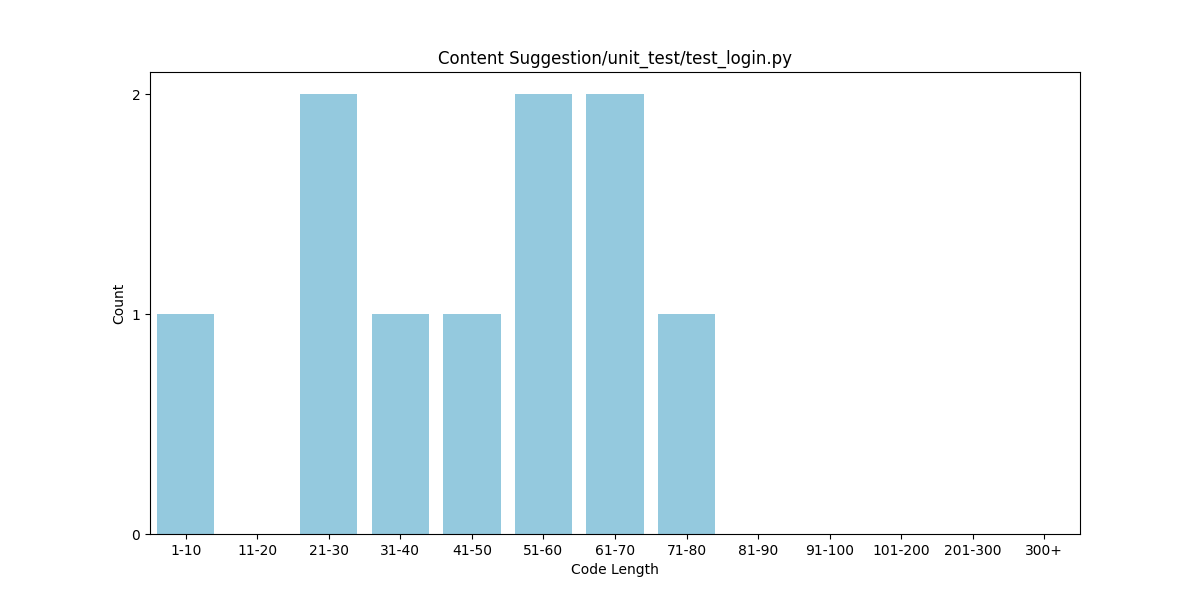 Content Suggestion/unit_test/test_login.py
2
1
0
Count
1-10 11-20 21-30 31-40 41-50 51-60 61-70 71-80 81-90 91-100 101-200 201-300 300+
Code Length